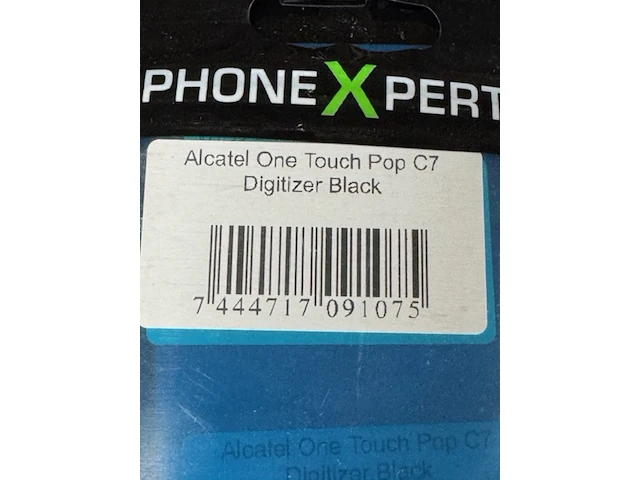 PHONEXPERT
Alcatel One Touch Pop C7
Digitizer Black
7 444717 091075
Alcatel One Touch Pop C7
Digitizer Black